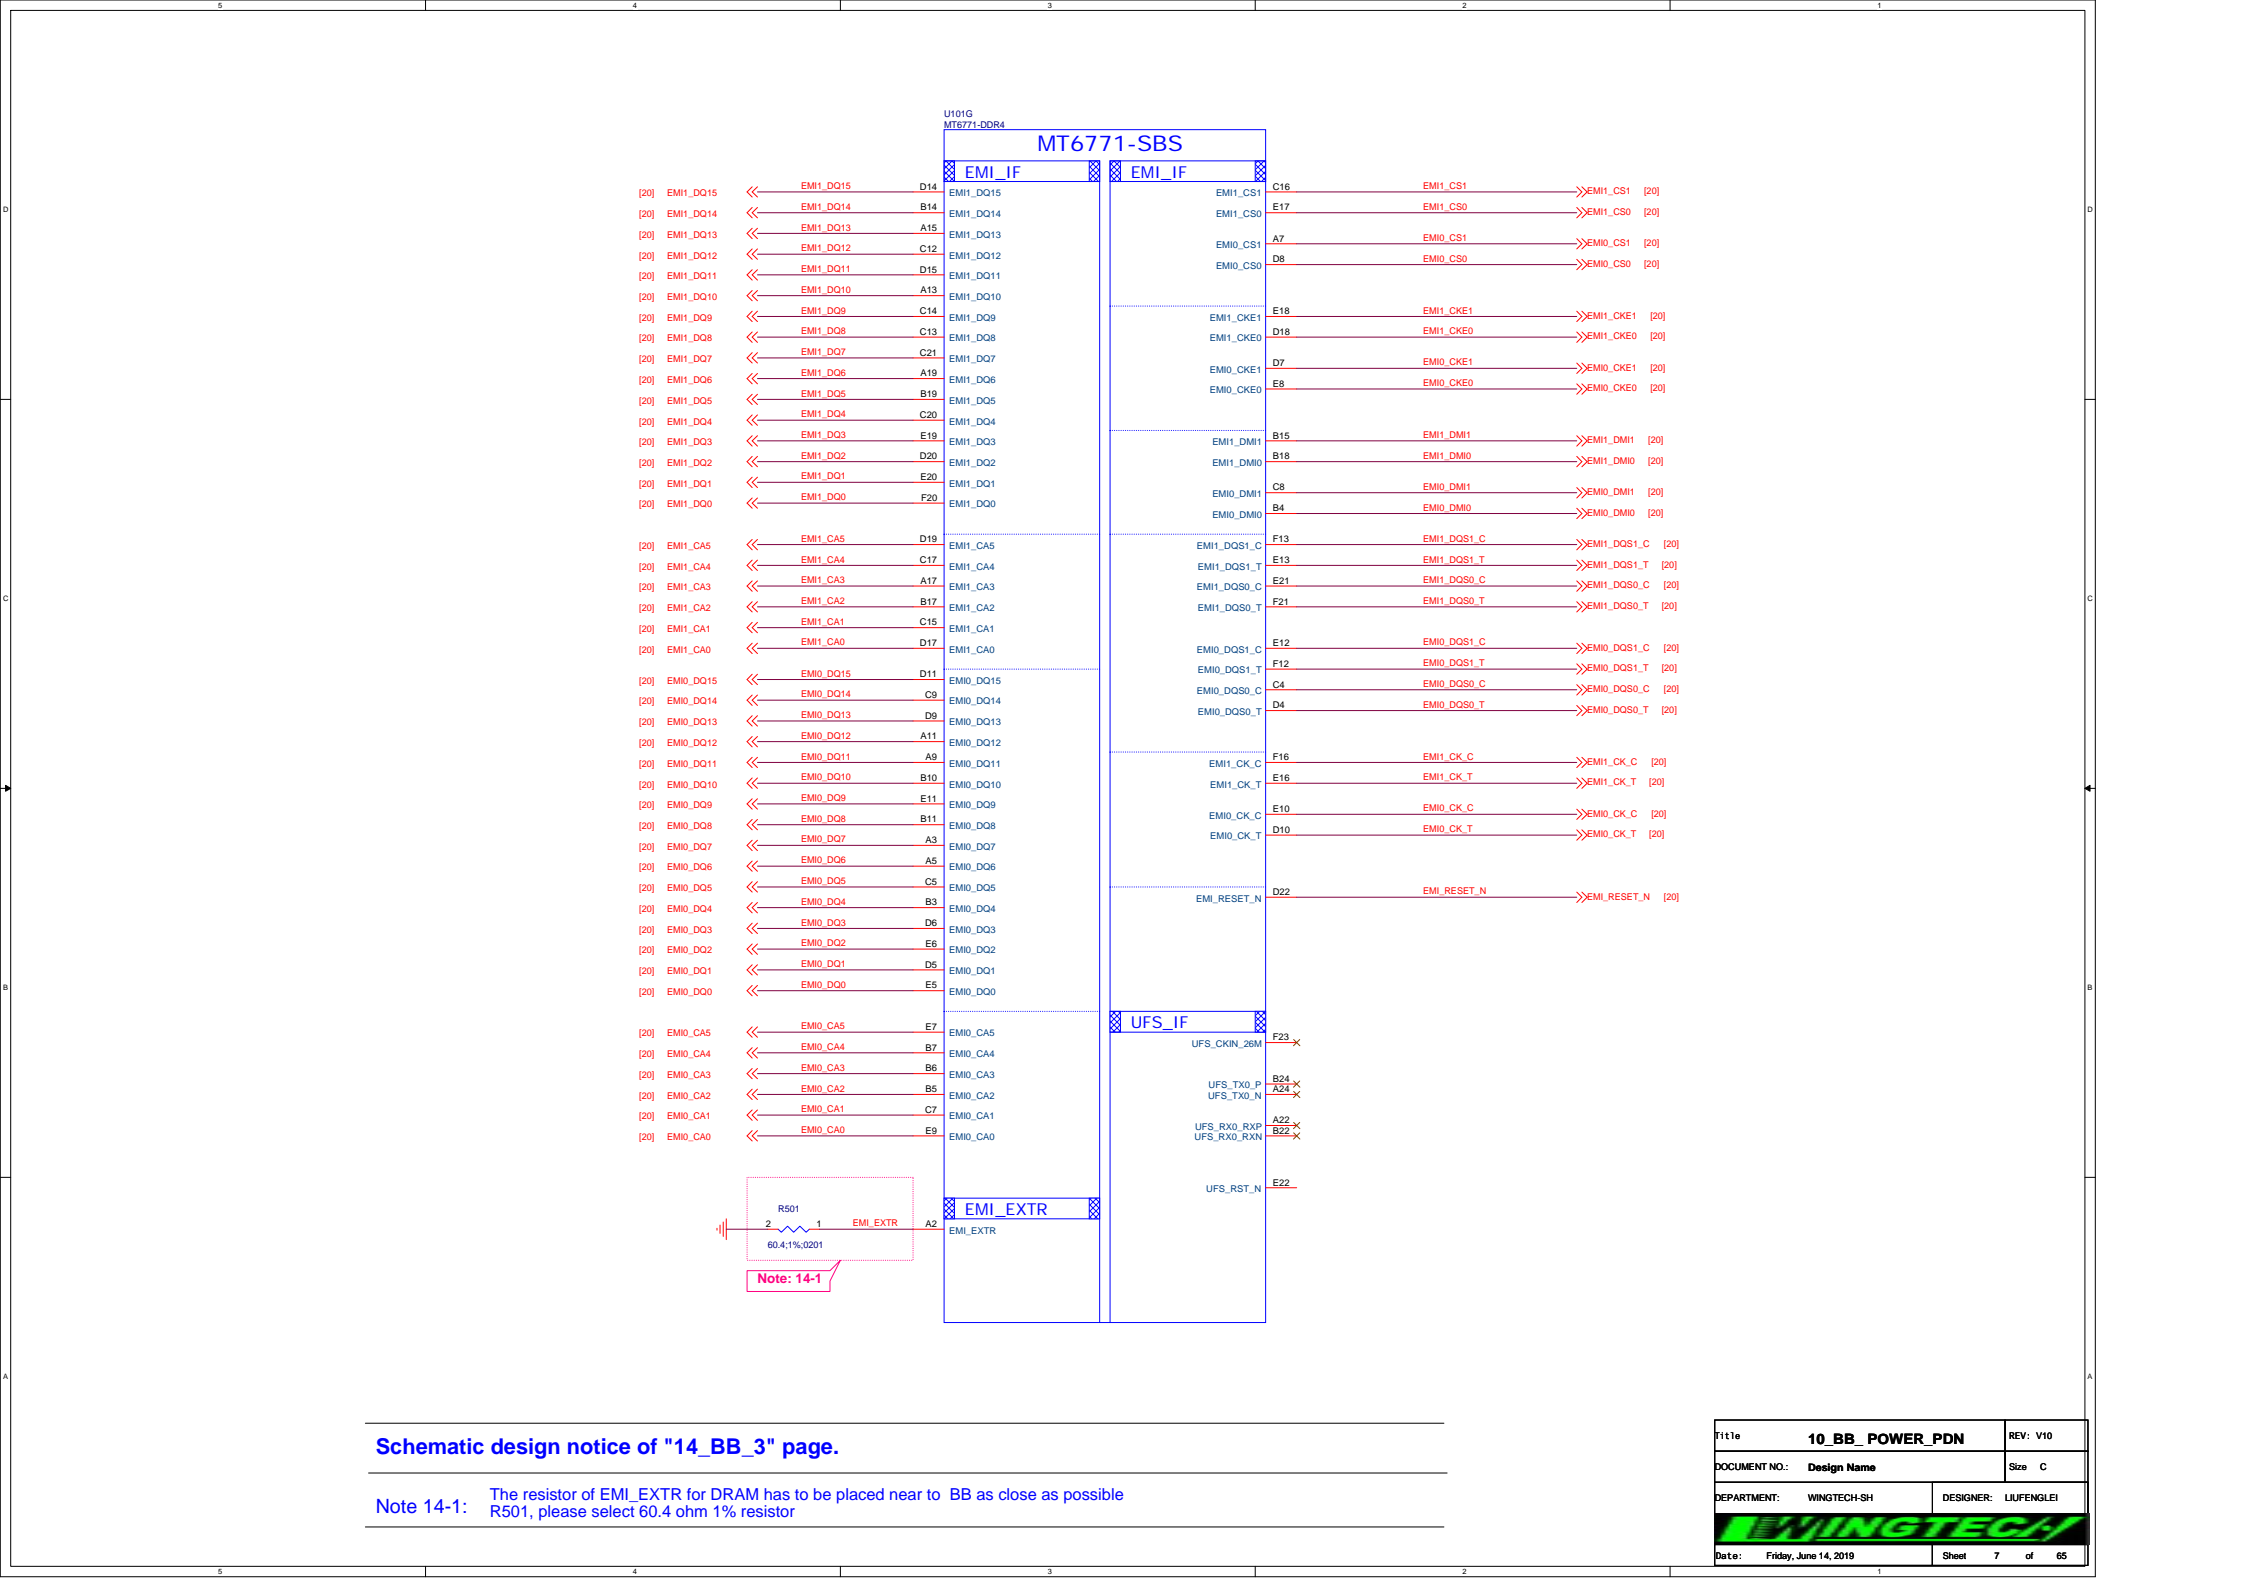 5 4 3 2 1
U101G
MT6771-DDR4
MT6771-SBS
EMI_IF EMI_IF
[20] EMI1_DQ15 EMI1_DQ15 D14 EMI1_DQ15
[20] EMI1_DQ14 EMI1_DQ14 B14 EMI1_DQ14
[20] EMI1_DQ13 EMI1_DQ13 A15 EMI1_DQ13
[20] EMI1_DQ12 EMI1_DQ12 C12 EMI1_DQ12
[20] EMI1_DQ11 EMI1_DQ11 D15 EMI1_DQ11
[20] EMI1_DQ10 EMI1_DQ10 A13 EMI1_DQ10
[20] EMI1_DQ9 EMI1_DQ9 C14 EMI1_DQ9
[20] EMI1_DQ8 EMI1_DQ8 C13 EMI1_DQ8
[20] EMI1_DQ7 EMI1_DQ7 C21 EMI1_DQ7
[20] EMI1_DQ6 EMI1_DQ6 A19 EMI1_DQ6
[20] EMI1_DQ5 EMI1_DQ5 B19 EMI1_DQ5
[20] EMI1_DQ4 EMI1_DQ4 C20 EMI1_DQ4
[20] EMI1_DQ3 EMI1_DQ3 E19 EMI1_DQ3
[20] EMI1_DQ2 EMI1_DQ2 D20 EMI1_DQ2
[20] EMI1_DQ1 EMI1_DQ1 E20 EMI1_DQ1
[20] EMI1_DQ0 EMI1_DQ0 F20 EMI1_DQ0
[20] EMI1_CA5 EMI1_CA5 D19 EMI1_CA5
[20] EMI1_CA4 EMI1_CA4 C17 EMI1_CA4
[20] EMI1_CA3 EMI1_CA3 A17 EMI1_CA3
[20] EMI1_CA2 EMI1_CA2 B17 EMI1_CA2
[20] EMI1_CA1 EMI1_CA1 C15 EMI1_CA1
[20] EMI1_CA0 EMI1_CA0 D17 EMI1_CA0
[20] EMI0_DQ15 EMI0_DQ15 D11 EMI0_DQ15
[20] EMI0_DQ14 EMI0_DQ14 C9 EMI0_DQ14
[20] EMI0_DQ13 EMI0_DQ13 D9 EMI0_DQ13
[20] EMI0_DQ12 EMI0_DQ12 A11 EMI0_DQ12
[20] EMI0_DQ11 EMI0_DQ11 A9 EMI0_DQ11
[20] EMI0_DQ10 EMI0_DQ10 B10 EMI0_DQ10
[20] EMI0_DQ9 EMI0_DQ9 E11 EMI0_DQ9
[20] EMI0_DQ8 EMI0_DQ8 B11 EMI0_DQ8
[20] EMI0_DQ7 EMI0_DQ7 A3 EMI0_DQ7
[20] EMI0_DQ6 EMI0_DQ6 A5 EMI0_DQ6
[20] EMI0_DQ5 EMI0_DQ5 C5 EMI0_DQ5
[20] EMI0_DQ4 EMI0_DQ4 B3 EMI0_DQ4
[20] EMI0_DQ3 EMI0_DQ3 D6 EMI0_DQ3
[20] EMI0_DQ2 EMI0_DQ2 E6 EMI0_DQ2
[20] EMI0_DQ1 EMI0_DQ1 D5 EMI0_DQ1
[20] EMI0_DQ0 EMI0_DQ0 E5 EMI0_DQ0
[20] EMI0_CA5 EMI0_CA5 E7 EMI0_CA5
[20] EMI0_CA4 EMI0_CA4 B7 EMI0_CA4
[20] EMI0_CA3 EMI0_CA3 B6 EMI0_CA3
[20] EMI0_CA2 EMI0_CA2 B5 EMI0_CA2
[20] EMI0_CA1 EMI0_CA1 C7 EMI0_CA1
[20] EMI0_CA0 EMI0_CA0 E9 EMI0_CA0
EMI_EXTR
R501
2 1 EMI_EXTR A2 EMI_EXTR
60.4;1%;0201
Note: 14-1
EMI1_CS1 C16 EMI1_CS1 EMI1_CS1 [20]
EMI1_CS0 E17 EMI1_CS0 EMI1_CS0 [20]
EMI0_CS1 A7 EMI0_CS1 EMI0_CS1 [20]
EMI0_CS0 D8 EMI0_CS0 EMI0_CS0 [20]
EMI1_CKE1 E18 EMI1_CKE1 EMI1_CKE1 [20]
EMI1_CKE0 D18 EMI1_CKE0 EMI1_CKE0 [20]
EMI0_CKE1 D7 EMI0_CKE1 EMI0_CKE1 [20]
EMI0_CKE0 E8 EMI0_CKE0 EMI0_CKE0 [20]
EMI1_DMI1 B15 EMI1_DMI1 EMI1_DMI1 [20]
EMI1_DMI0 B18 EMI1_DMI0 EMI1_DMI0 [20]
EMI0_DMI1 C8 EMI0_DMI1 EMI0_DMI1 [20]
EMI0_DMI0 B4 EMI0_DMI0 EMI0_DMI0 [20]
EMI1_DQS1_C F13 EMI1_DQS1_C EMI1_DQS1_C [20]
EMI1_DQS1_T E13 EMI1_DQS1_T EMI1_DQS1_T [20]
EMI1_DQS0_C E21 EMI1_DQS0_C EMI1_DQS0_C [20]
EMI1_DQS0_T F21 EMI1_DQS0_T EMI1_DQS0_T [20]
EMI0_DQS1_C E12 EMI0_DQS1_C EMI0_DQS1_C [20]
EMI0_DQS1_T F12 EMI0_DQS1_T EMI0_DQS1_T [20]
EMI0_DQS0_C C4 EMI0_DQS0_C EMI0_DQS0_C [20]
EMI0_DQS0_T D4 EMI0_DQS0_T EMI0_DQS0_T [20]
EMI1_CK_C F16 EMI1_CK_C EMI1_CK_C [20]
EMI1_CK_T E16 EMI1_CK_T EMI1_CK_T [20]
EMI0_CK_C E10 EMI0_CK_C EMI0_CK_C [20]
EMI0_CK_T D10 EMI0_CK_T EMI0_CK_T [20]
EMI_RESET_N D22 EMI_RESET_N EMI_RESET_N [20]
UFS_IF
UFS_CKIN_26M F23
UFS_TX0_P B24
UFS_TX0_N A24
UFS_RX0_RXP A22
UFS_RX0_RXN B22
UFS_RST_N E22
D D
C C
B B
A A
Schematic design notice of "14_BB_3" page.
Note 14-1: The resistor of EMI_EXTR for DRAM has to be placed near to BB as close as possible
R501, please select 60.4 ohm 1% resistor
Title 10_BB_ POWER_PDN REV: V10
DOCUMENT NO.: Design Name Size C
DEPARTMENT: WINGTECH-SH DESIGNER: LIUFENGLEI
WINGTECH
Date: Friday, June 14, 2019 Sheet 7 of 65
5 4 3 2 1